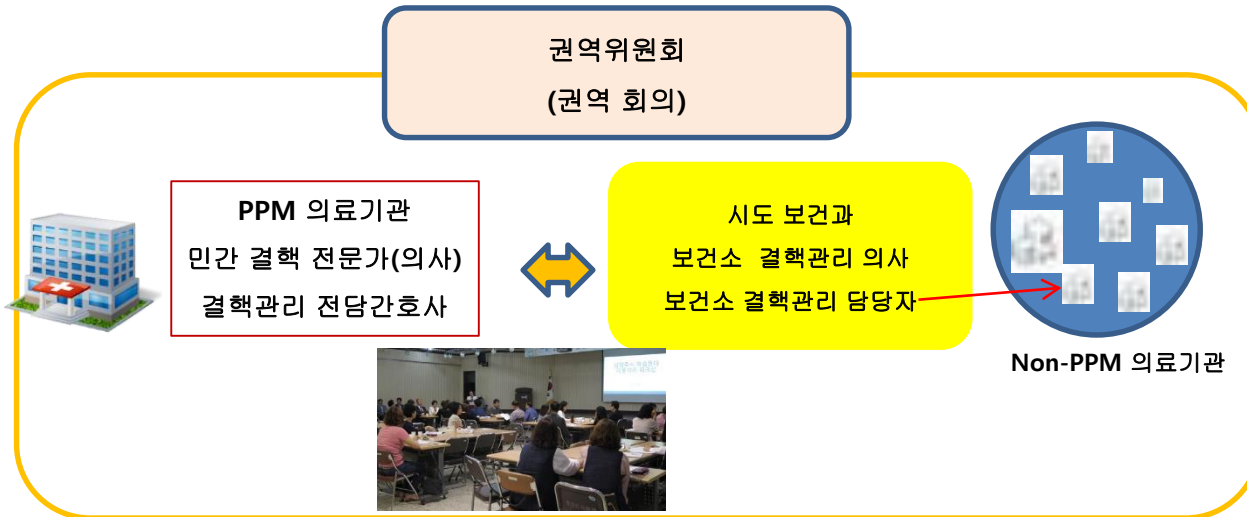 권역위원회
(권역 회의)
PPM 의료기관
민간 결핵 전문가(의사)
결핵관리 전담간호사
시도 보건과
보건소 결핵관리 의사
보건소 결핵관리 담당자
Non-PPM 의료기관